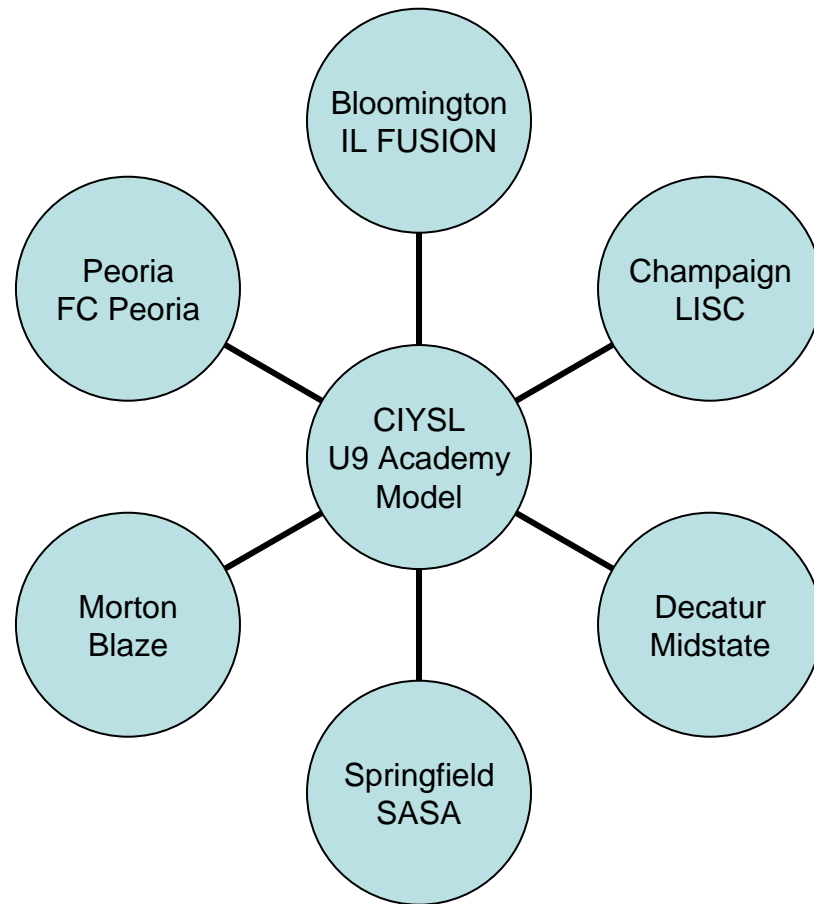 Bloomington
IL FUSION
Peoria
FC Peoria
Champaign
LISC
CIYSL
U9 Academy
Model
Morton
Blaze
Decatur
Midstate
Springfield
SASA